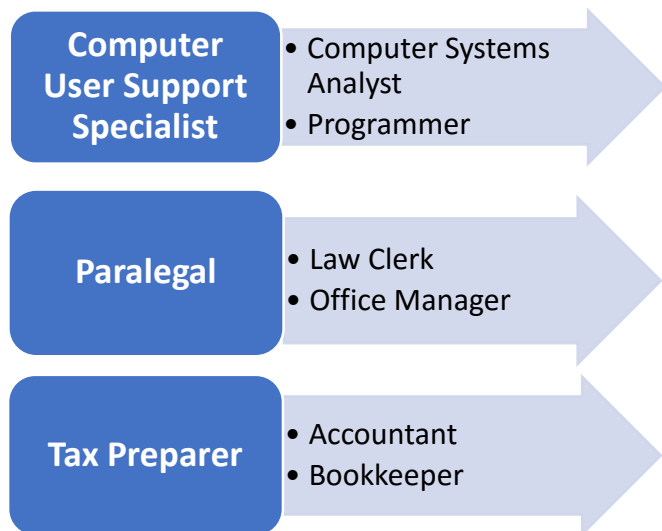 Computer
User Support
Specialist
• Computer Systems
Analyst
• Programmer
Paralegal
• Law Clerk
• Office Manager
Tax Preparer
• Accountant
• Bookkeeper